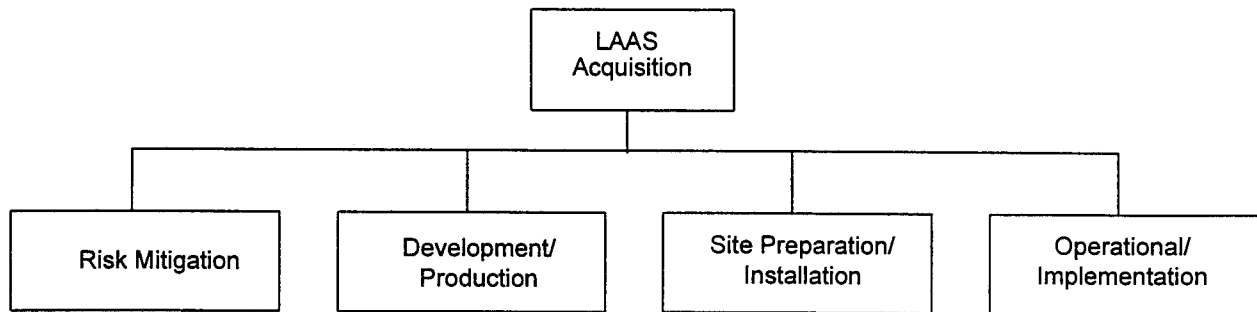 LAAS
Acquisition
Risk Mitigation
Development/
Production
Site Preparation/
Installation
Operational/
Implementation